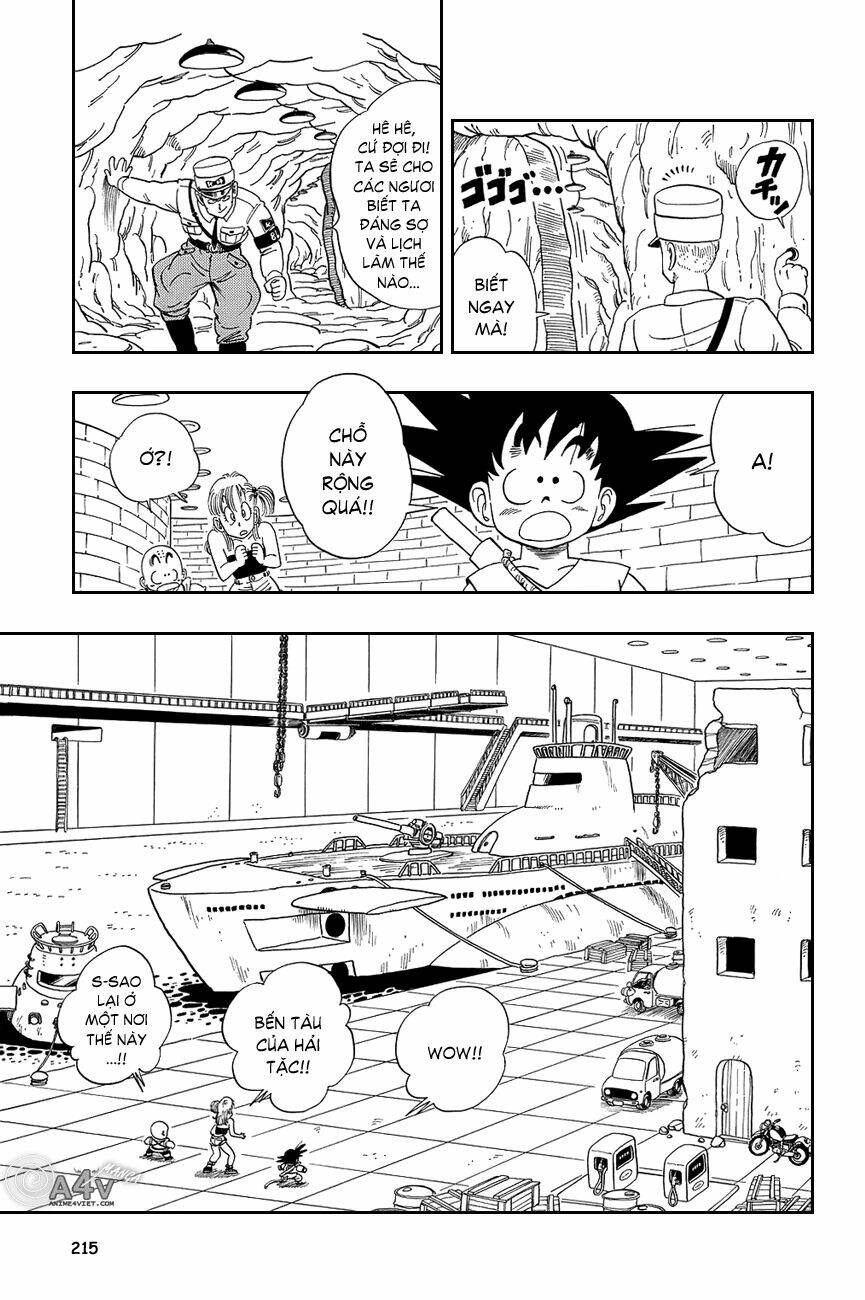 カチッ
ゴゴゴ...
BIẾT
NGAY
MÀ!
HÊ HÊ,
CỨ ĐỢI ĐI!
TA SẼ CHO
CÁC NGƯƠI
BIẾT TA
ĐÁNG SỢ
VÀ LỊCH
LÃM THẾ
NÀO...
A!
CHỖ
NÀY
RỘNG
QUÁ!!
Ớ?!
WOW!!
BẾN TÀU
CỦA HẢI
TẶC!!
S-SAO
LẠI Ở
MỘT NƠI
THẾ NÀY
...!!
A4V
MANGA
ANIME4VIET.COM
215